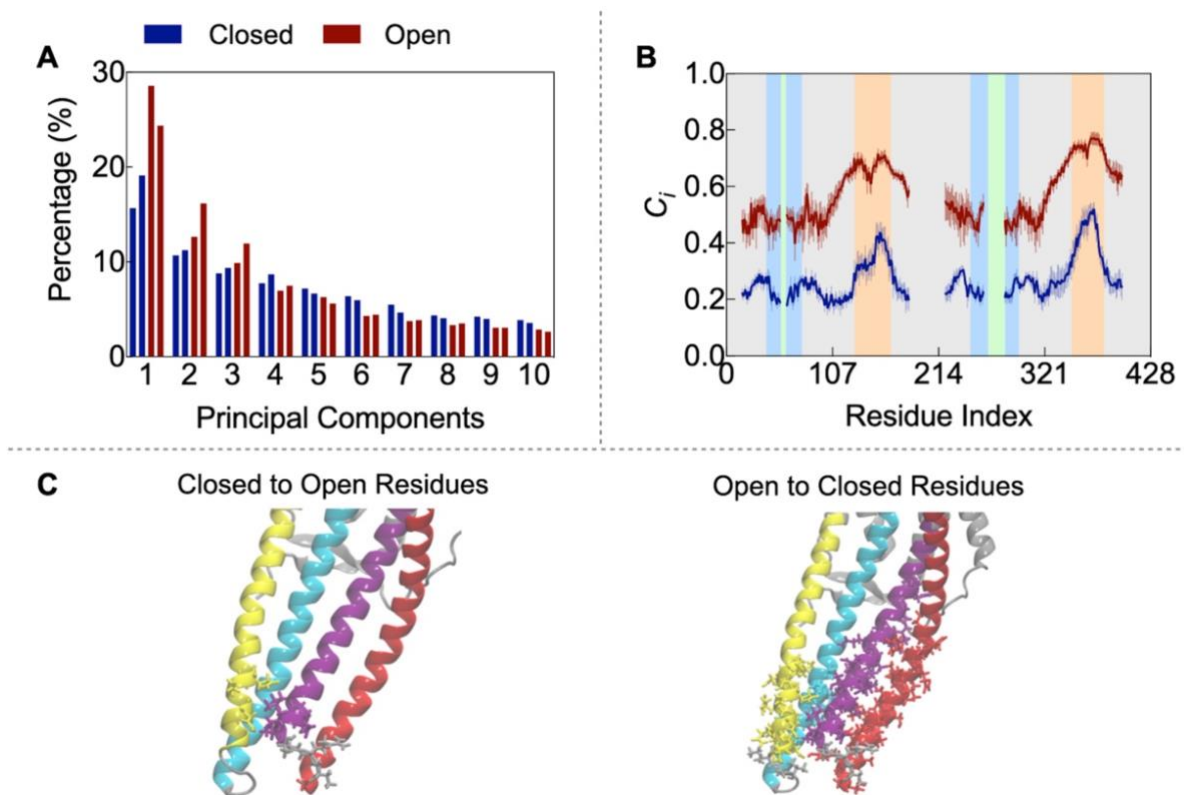 Closed Open
A
30
20
10
0
Percentage (%)
1 2 3 4 5 6 7 8 9 10
Principal Components
B
1.0
0.8
0.6
0.4
0.2
0.0
Ci
0 107 214 321 428
Residue Index
C
Closed to Open Residues
Open to Closed Residues